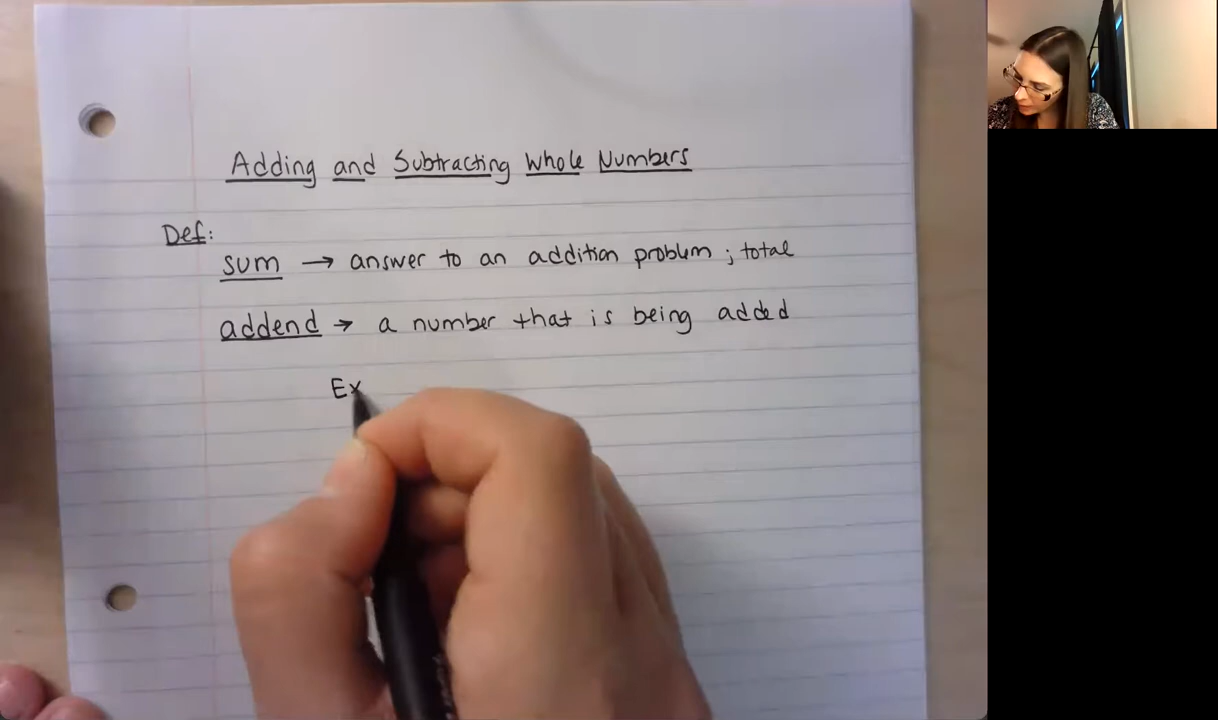 Adding and Subtracting Whole Numbers
Def:
sum → answer to an addition problem ; total
addend → a number that is being added
Ex